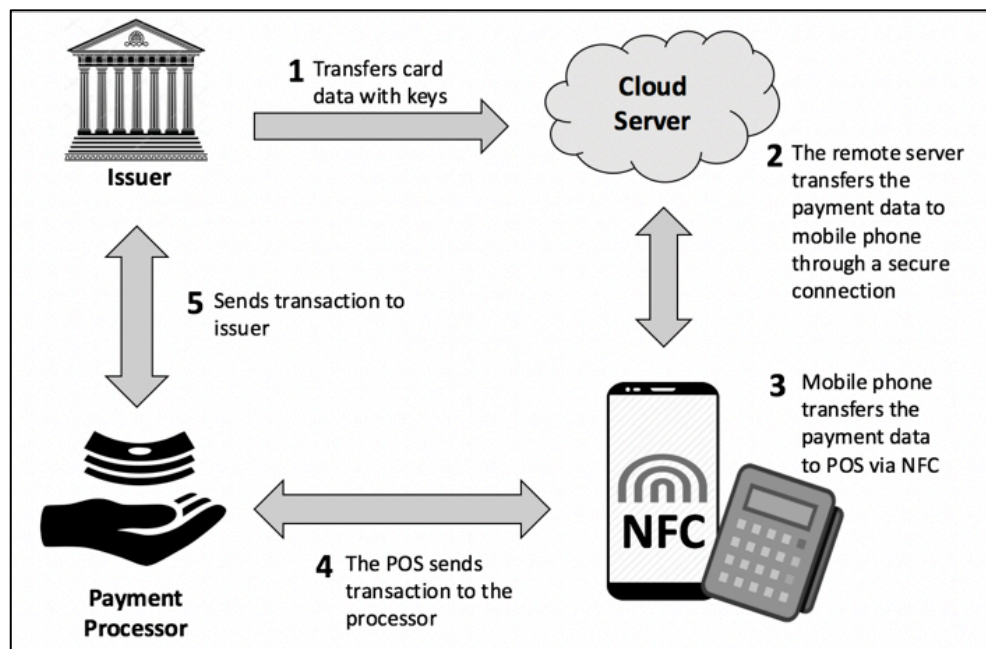 Issuer
1 Transfers card
data with keys
Cloud
Server
2 The remote server
transfers the
payment data to
mobile phone
through a secure
connection
3 Mobile phone
transfers the
payment data
to POS via NFC
NFC
4 The POS sends
transaction to the
processor
Payment
Processor
5 Sends transaction to
issuer